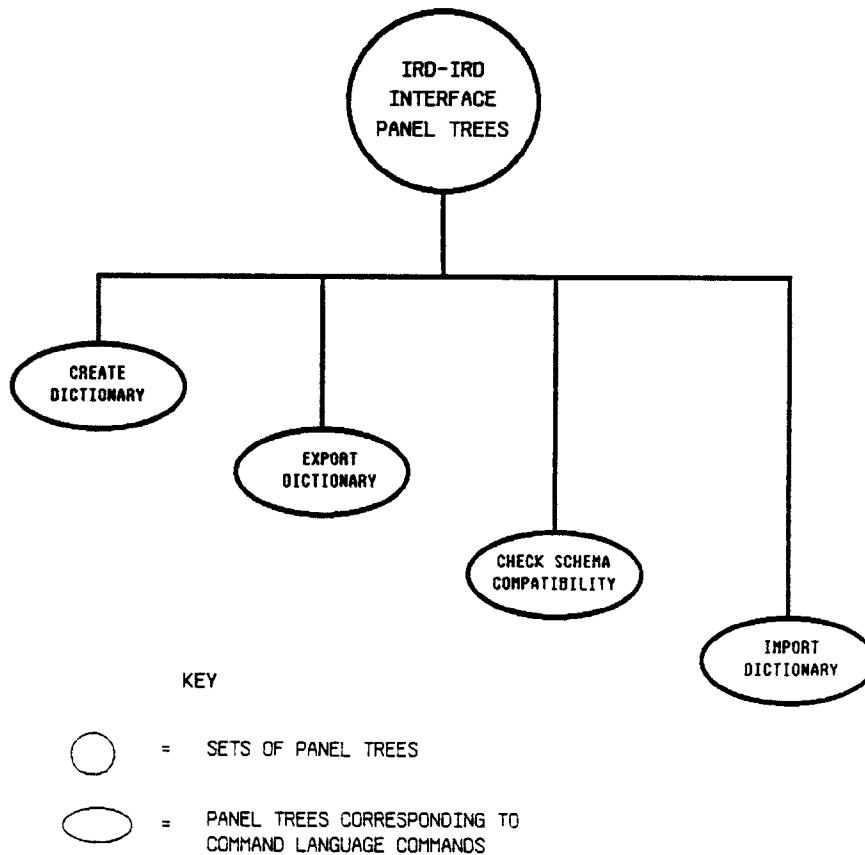 IRD-IRD
INTERFACE
PANEL TREES
CREATE
DICTIONARY
EXPORT
DICTIONARY
CHECK SCHEMA
COMPATIBILITY
IMPORT
DICTIONARY
KEY
= SETS OF PANEL TREES
= PANEL TREES CORRESPONDING TO
COMMAND LANGUAGE COMMANDS